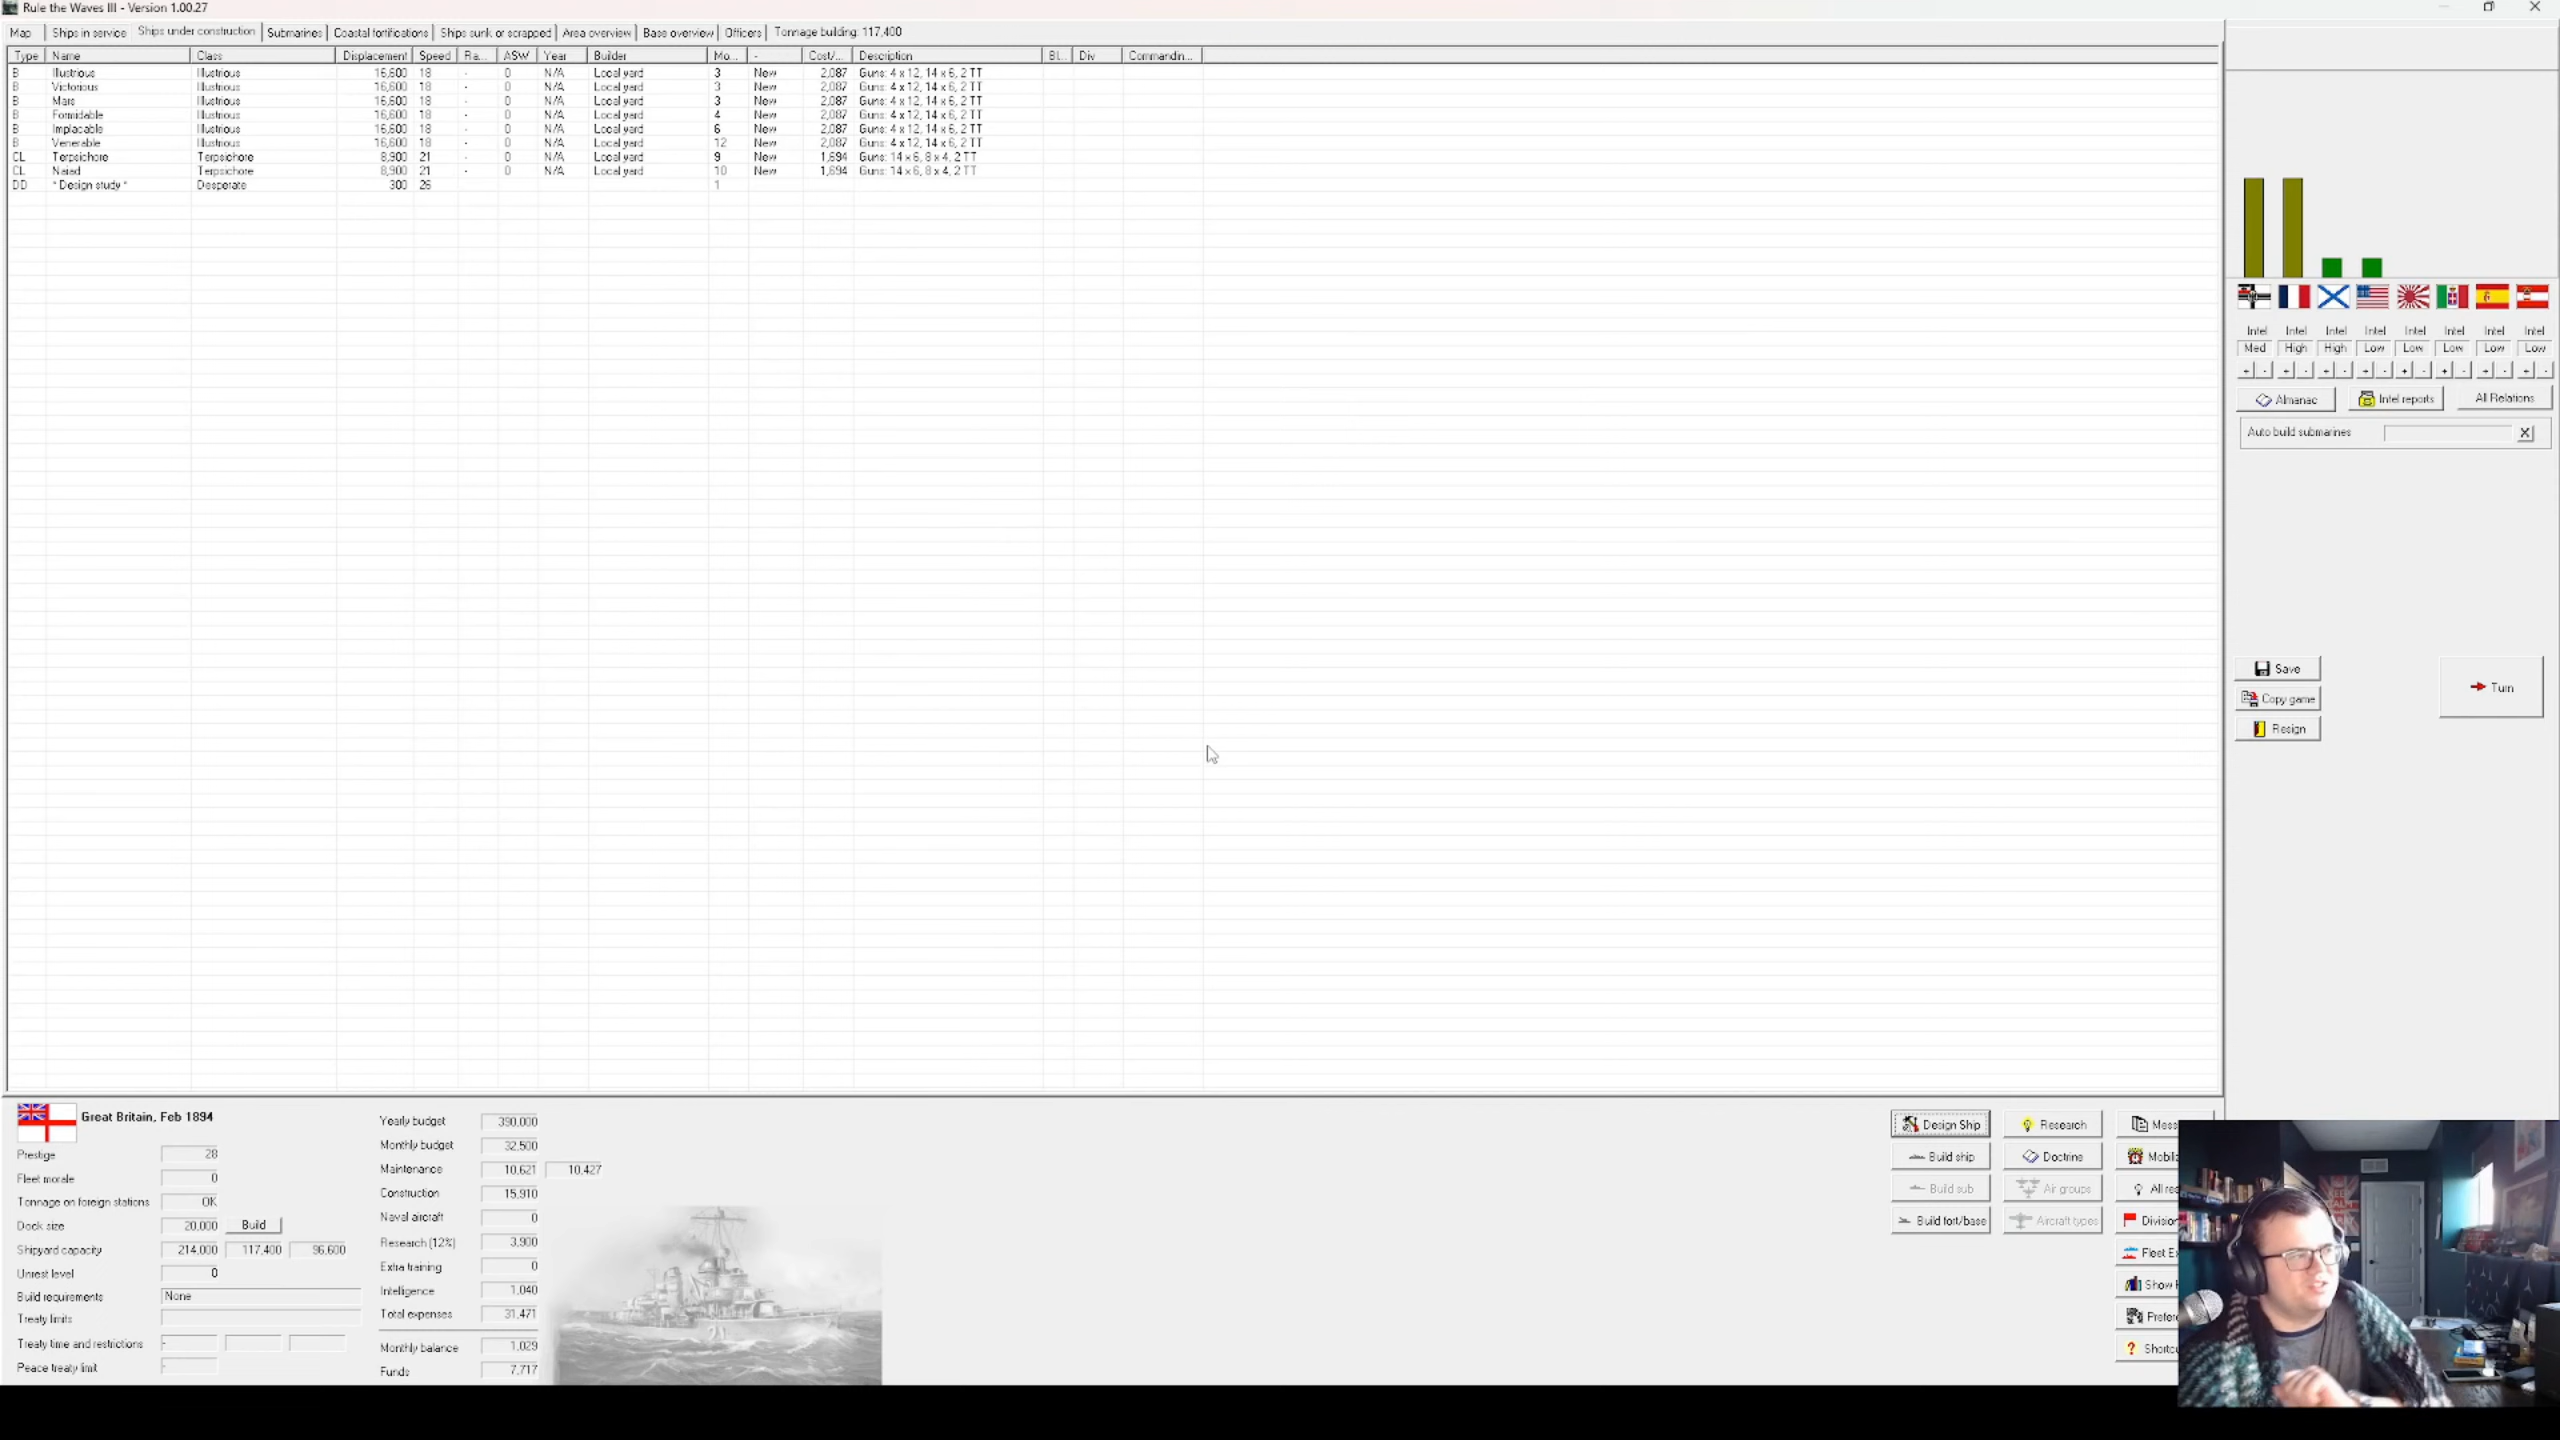 Rule the Waves III - Version 1.00.27
Map Ships in service Ships under construction Submarines Coastal fortifications Ships sunk or scrapped Area overview Base overview Officers Tonnage building: 117,400
Type Name Class Displacement Speed Ra... ASW Year Builder Mo... - Cost/... Description Bl... Div Commandin...
B Illustrious Illustrious 16,600 18 - 0 N/A Local yard 3 New 2,087 Guns: 4 x 12, 14 x 6, 2 TT
B Victorious Illustrious 16,600 18 - 0 N/A Local yard 3 New 2,087 Guns: 4 x 12, 14 x 6, 2 TT
B Mars Illustrious 16,600 18 - 0 N/A Local yard 3 New 2,087 Guns: 4 x 12, 14 x 6, 2 TT
B Formidable Illustrious 16,600 18 - 0 N/A Local yard 4 New 2,087 Guns: 4 x 12, 14 x 6, 2 TT
B Implacable Illustrious 16,600 18 - 0 N/A Local yard 6 New 2,087 Guns: 4 x 12, 14 x 6, 2 TT
B Venerable Illustrious 16,600 18 - 0 N/A Local yard 12 New 2,087 Guns: 4 x 12, 14 x 6, 2 TT
CL Terpsichore Terpsichore 8,900 21 - 0 N/A Local yard 9 New 1,694 Guns: 14 x 6, 8 x 4, 2 TT
CL Naiad Terpsichore 8,900 21 - 0 N/A Local yard 10 New 1,694 Guns: 14 x 6, 8 x 4, 2 TT
DD * Design study * Desperate 300 26 1
Intel Intel Intel Intel Intel Intel Intel Intel
Med High High Low Low Low Low Low
+ - + - + - + - + - + - + - + -
Almanac Intel reports All Relations
Auto build submarines X
Save
Copy game
Resign
Turn
Great Britain, Feb 1894
Prestige 28
Fleet morale 0
Tonnage on foreign stations OK
Dock size 20,000 Build
Shipyard capacity 214,000 117,400 96,600
Unrest level 0
Build requirements None
Treaty limits
Treaty time and restrictions -
Peace treaty limit -
Yearly budget 390,000
Monthly budget 32,500
Maintenance 10,621 10,427
Construction 15,910
Naval aircraft 0
Research (12%) 3,900
Extra training 0
Intelligence 1,040
Total expenses 31,471
Monthly balance 1,029
Funds 7,717
Design Ship Research Mess
Build ship Doctrine Mobiliz
Build sub Air groups All rea
Build fort/base Aircraft types Division
Fleet Ex
Show
Prefere
Shortcu